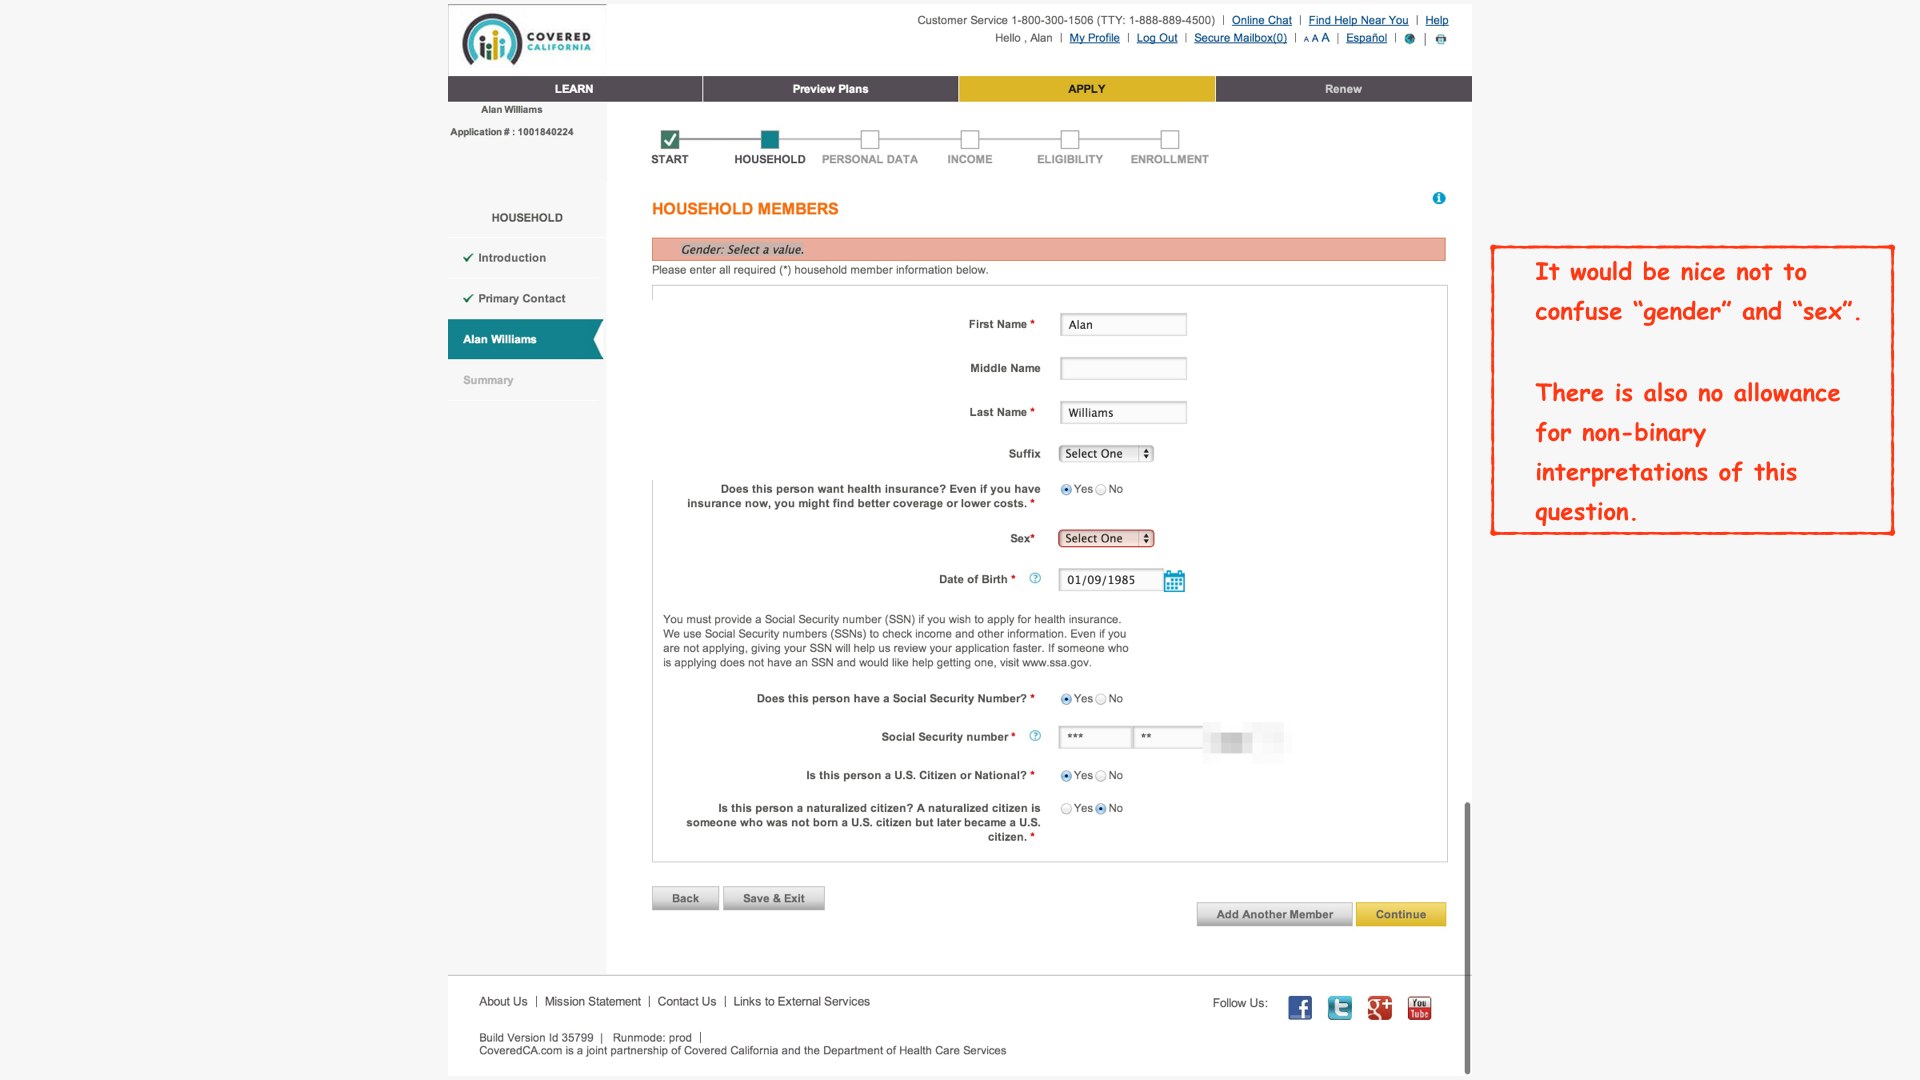 COVERED
CALIFORNIA
Customer Service 1-800-300-1506 (TTY: 1-888-889-4500) | Online Chat | Find Help Near You | Help
Hello , Alan | My Profile | Log Out | Secure Mailbox(0) | A A A | Español | |
LEARN
Preview Plans
APPLY
Renew
Alan Williams
Application # : 1001840224
START
HOUSEHOLD
PERSONAL DATA
INCOME
ELIGIBILITY
ENROLLMENT
HOUSEHOLD
Introduction
Primary Contact
Alan Williams
Summary
HOUSEHOLD MEMBERS
Gender: Select a value.
Please enter all required (*) household member information below.
First Name * Alan
Middle Name
Last Name * Williams
Suffix Select One
Does this person want health insurance? Even if you have
insurance now, you might find better coverage or lower costs. *
Yes No
Sex* Select One
Date of Birth * ? 01/09/1985
You must provide a Social Security number (SSN) if you wish to apply for health insurance.
We use Social Security numbers (SSNs) to check income and other information. Even if you
are not applying, giving your SSN will help us review your application faster. If someone who
is applying does not have an SSN and would like help getting one, visit www.ssa.gov.
Does this person have a Social Security Number? * Yes No
Social Security number * ? *** **
Is this person a U.S. Citizen or National? * Yes No
Is this person a naturalized citizen? A naturalized citizen is
someone who was not born a U.S. citizen but later became a U.S.
citizen. *
Yes No
Back
Save & Exit
Add Another Member
Continue
About Us | Mission Statement | Contact Us | Links to External Services
Follow Us:
f
t
g+
You
Tube
Build Version Id 35799 | Runmode: prod |
CoveredCA.com is a joint partnership of Covered California and the Department of Health Care Services
It would be nice not to
confuse “gender” and “sex”.
There is also no allowance
for non-binary
interpretations of this
question.